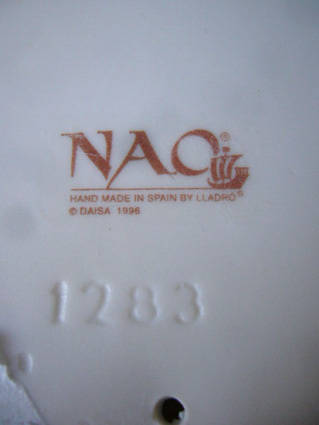 NAO®
HAND MADE IN SPAIN BY LLADRÓ®
© DAISA 1996
1283